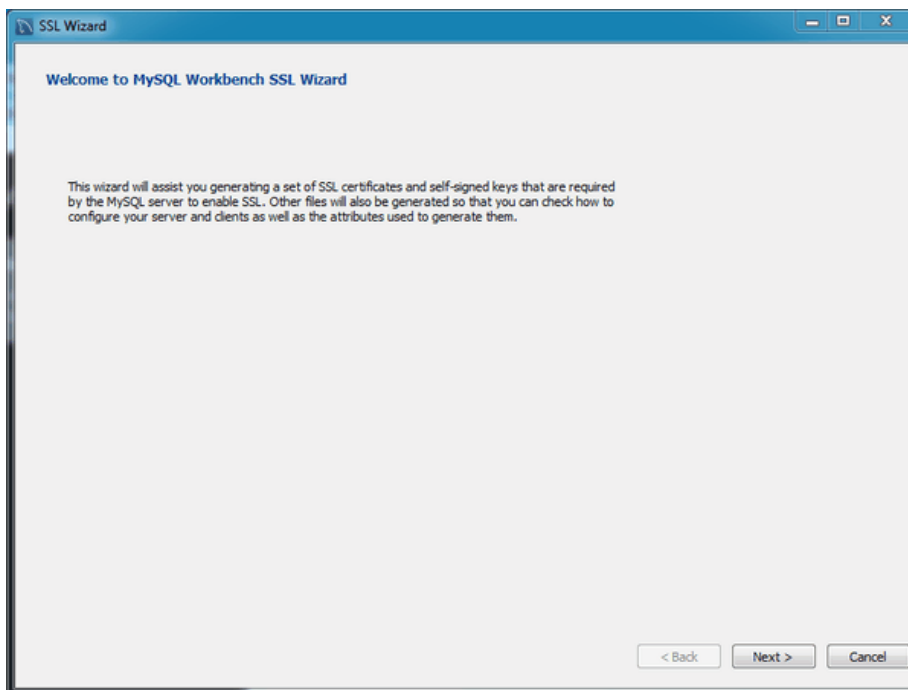 SSL Wizard
Welcome to MySQL Workbench SSL Wizard
This wizard will assist you generating a set of SSL certificates and self-signed keys that are required
by the MySQL server to enable SSL. Other files will also be generated so that you can check how to
configure your server and clients as well as the attributes used to generate them.
< Back Next > Cancel